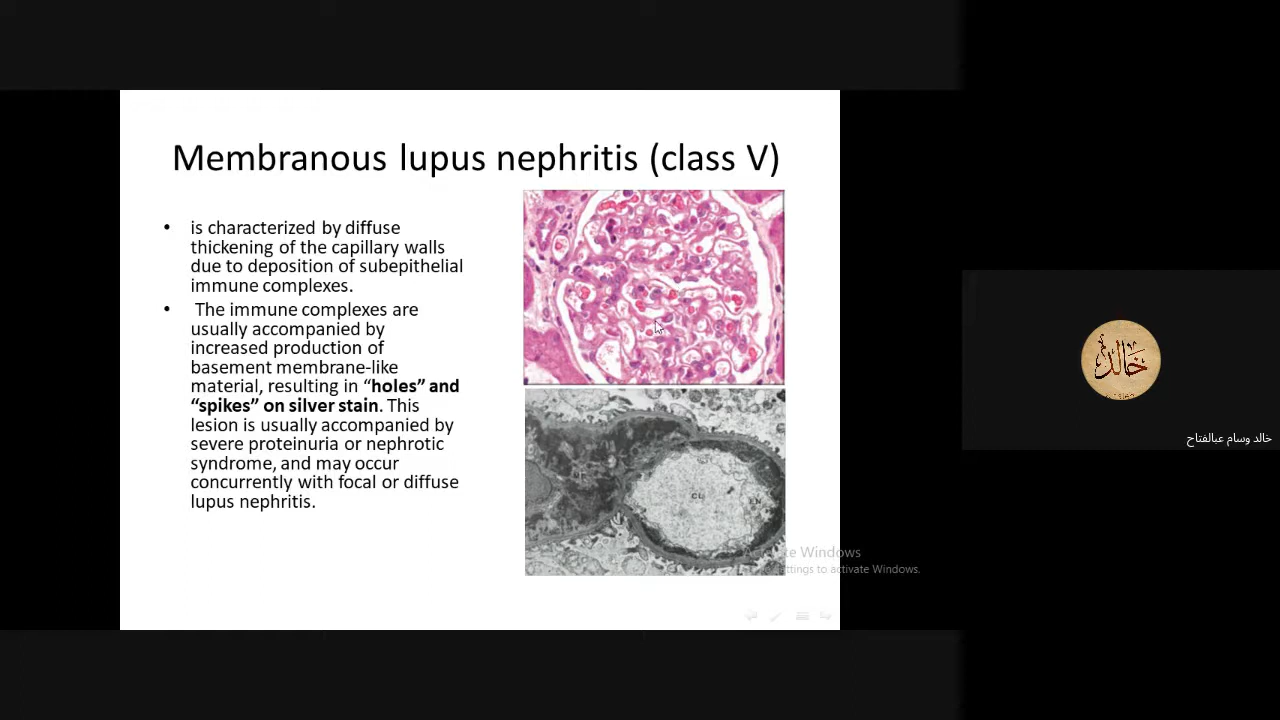 Membranous lupus nephritis (class V)
• is characterized by diffuse
thickening of the capillary walls
due to deposition of subepithelial
immune complexes.
• The immune complexes are
usually accompanied by
increased production of
basement membrane-like
material, resulting in “holes” and
“spikes” on silver stain. This
lesion is usually accompanied by
severe proteinuria or nephrotic
syndrome, and may occur
concurrently with focal or diffuse
lupus nephritis.
CL
EN
Activate Windows
settings to activate Windows.
خالد
خالد وسام عبالفتاح